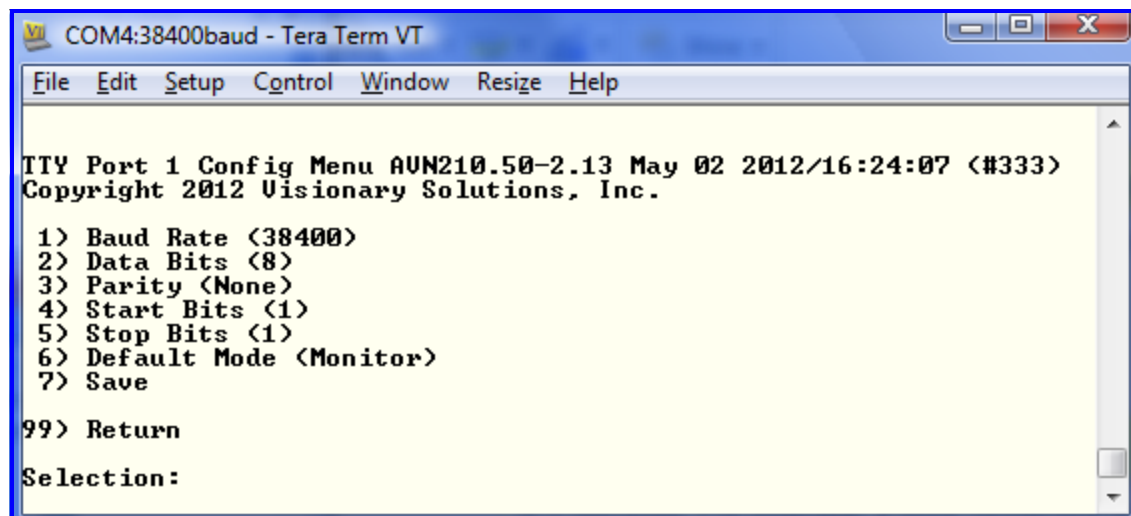 COM4:38400baud - Tera Term VT
File Edit Setup Control Window Resize Help
TTY Port 1 Config Menu AVN210.50-2.13 May 02 2012/16:24:07 (#333)
Copyright 2012 Visionary Solutions, Inc.
1) Baud Rate (38400)
2) Data Bits (8)
3) Parity (None)
4) Start Bits (1)
5) Stop Bits (1)
6) Default Mode (Monitor)
7) Save
99) Return
Selection: